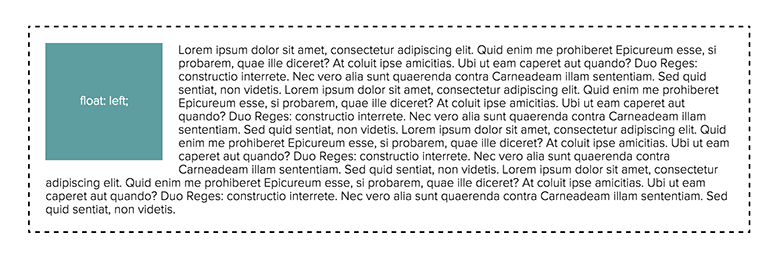 float: left;
Lorem ipsum dolor sit amet, consectetur adipiscing elit. Quid enim me prohiberet Epicureum esse, si
probarem, quae ille diceret? At coluit ipse amicitias. Ubi ut eam caperet aut quando? Duo Reges:
constructio interrete. Nec vero alia sunt quaerenda contra Carneadeam illam sententiam. Sed quid
sentiat, non videtis. Lorem ipsum dolor sit amet, consectetur adipiscing elit. Quid enim me prohiberet
Epicureum esse, si probarem, quae ille diceret? At coluit ipse amicitias. Ubi ut eam caperet aut
quando? Duo Reges: constructio interrete. Nec vero alia sunt quaerenda contra Carneadeam illam
sententiam. Sed quid sentiat, non videtis. Lorem ipsum dolor sit amet, consectetur adipiscing elit. Quid
enim me prohiberet Epicureum esse, si probarem, quae ille diceret? At coluit ipse amicitias. Ubi ut eam
caperet aut quando? Duo Reges: constructio interrete. Nec vero alia sunt quaerenda contra
Carneadeam illam sententiam. Sed quid sentiat, non videtis. Lorem ipsum dolor sit amet, consectetur
adipiscing elit. Quid enim me prohiberet Epicureum esse, si probarem, quae ille diceret? At coluit ipse amicitias. Ubi ut eam
caperet aut quando? Duo Reges: constructio interrete. Nec vero alia sunt quaerenda contra Carneadeam illam sententiam. Sed
quid sentiat, non videtis.